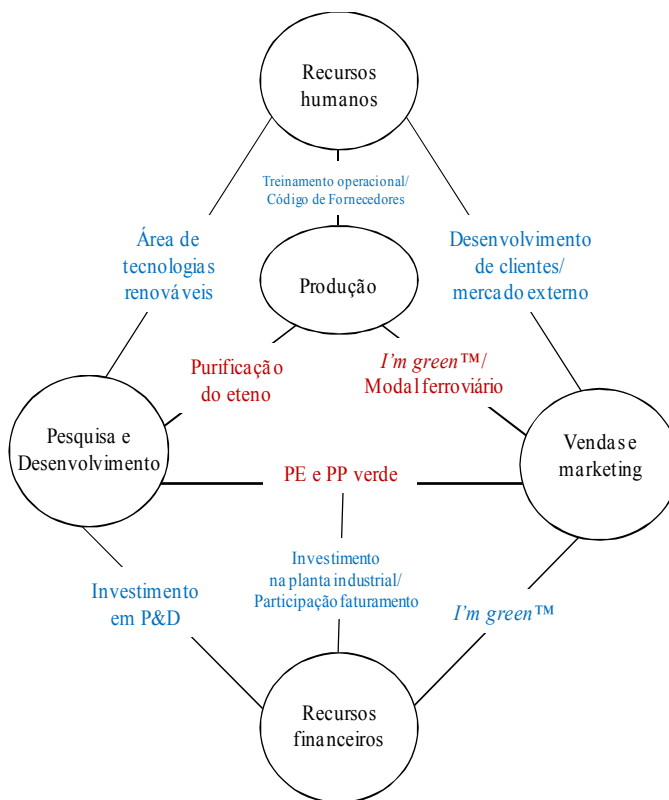 Recursos
humanos
Treinamento operacional/
Código de Fornecedores
Área de
tecnologias
renováveis
Desenvolvimento
de clientes/
mercado externo
Produção
Purificação
do eteno
I'm green™/
Modal ferroviário
Pesquisa e
Desenvolvimento
Vendas e
marketing
PE e PP verde
Investimento
em P&D
Investimento
na planta industrial/
Participação faturamento
I'm green™
Recursos
financeiros